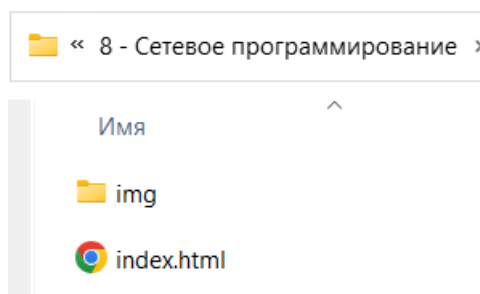 « 8 - Сетевое программирование
Имя
img
index.html